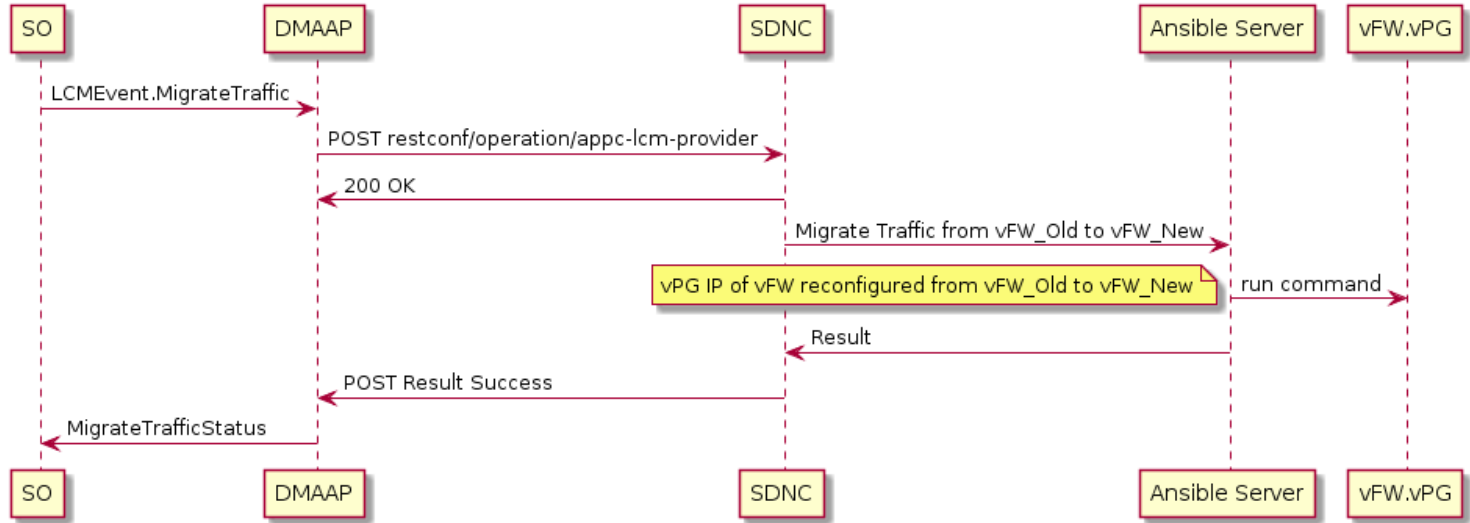 SO
DMAAP
SDNC
Ansible Server
vFW.vPG
LCMEvent.MigrateTraffic
POST restconf/operation/appc-lcm-provider
200 OK
Migrate Traffic from vFW_Old to vFW_New
vPG IP of vFW reconfigured from vFW_Old to vFW_New
run command
Result
POST Result Success
MigrateTrafficStatus
SO
DMAAP
SDNC
Ansible Server
vFW.vPG